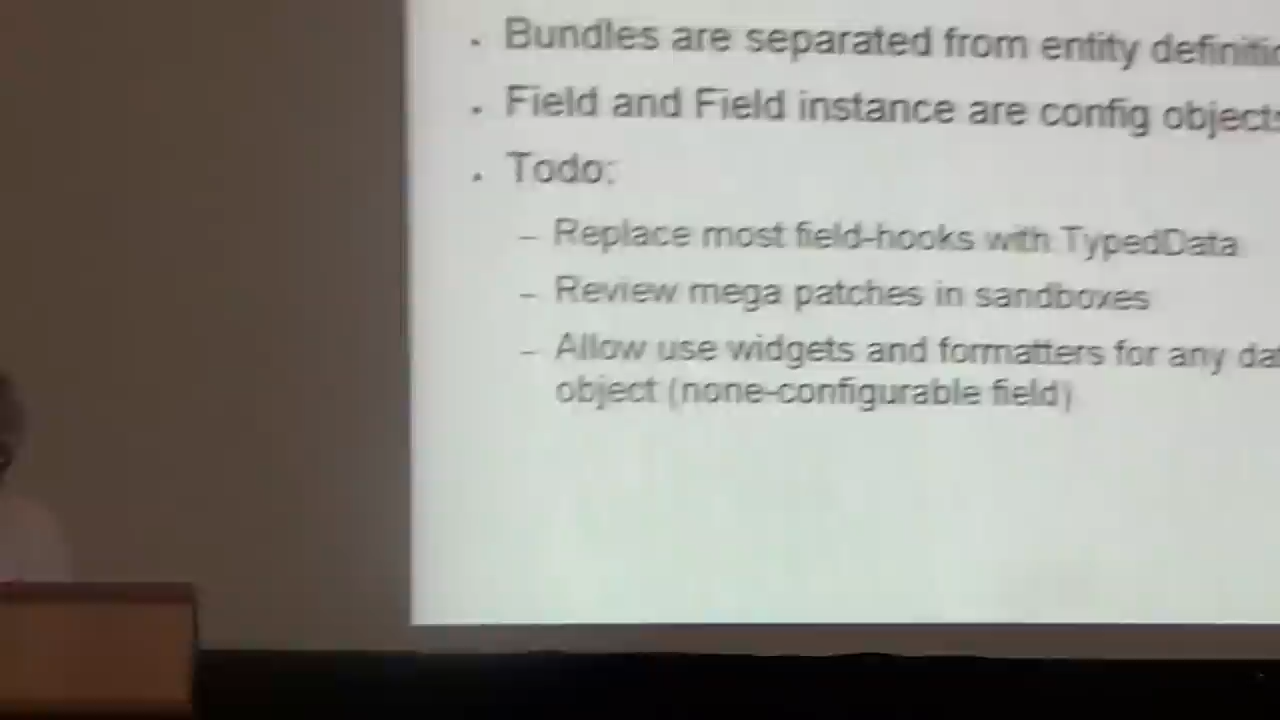 . Bundles are separated from entity
. Field and Field instance are config objects
. Todo:
– Replace most field-hooks with TypedData
– Review mega patches in sandboxes
– Allow use widgets and formatters for any
object (none-configurable field)